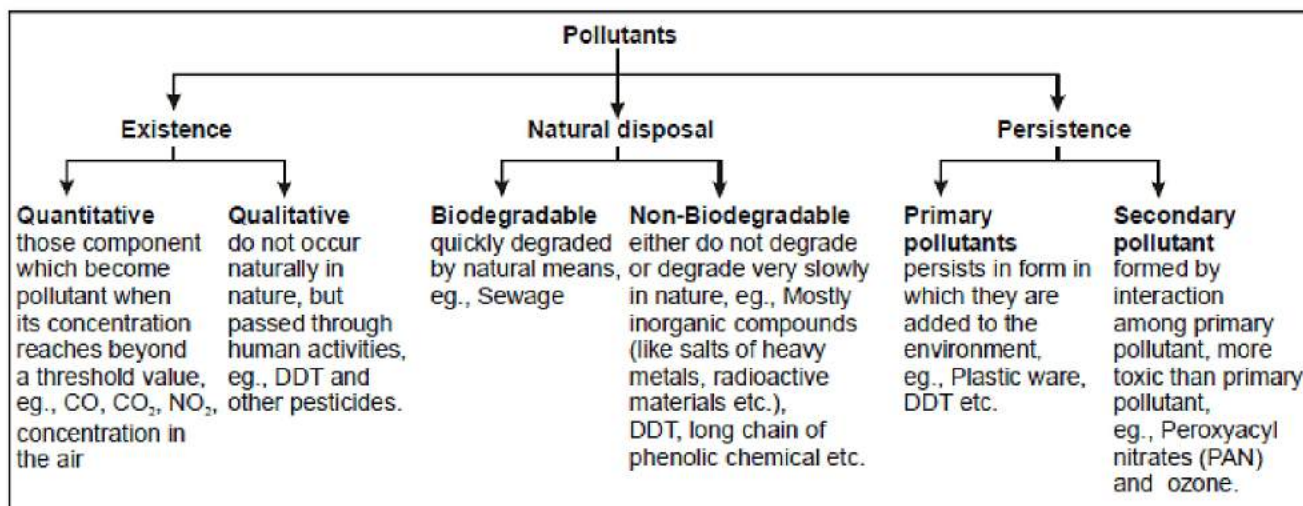 Pollutants
Existence
Natural disposal
Persistence
Quantitative
those component
which become
pollutant when
its concentration
reaches beyond
a threshold value,
eg., CO, CO₂, NO₂,
concentration in
the air
Qualitative
do not occur
naturally in
nature, but
passed through
human activities,
eg., DDT and
other pesticides.
Biodegradable
quickly degraded
by natural means,
eg., Sewage
Non-Biodegradable
either do not degrade
or degrade very slowly
in nature, eg., Mostly
inorganic compounds
(like salts of heavy
metals, radioactive
materials etc.),
DDT, long chain of
phenolic chemical etc.
Primary
pollutants
persists in form in
which they are
added to the
environment,
eg., Plastic ware,
DDT etc.
Secondary
pollutant
formed by
interaction
among primary
pollutant, more
toxic than primary
pollutant,
eg., Peroxyacyl
nitrates (PAN)
and ozone.